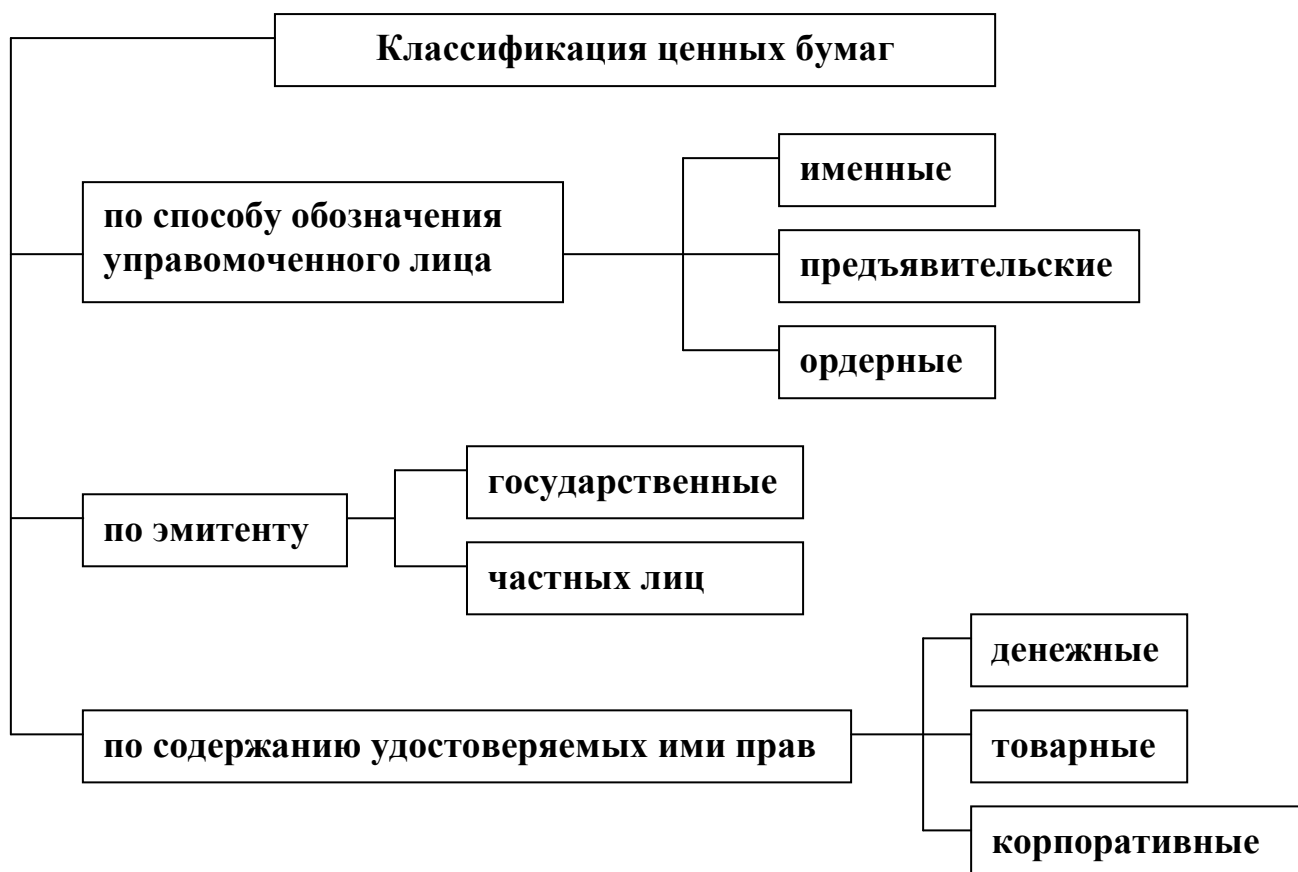 Классификация ценных бумаг
по способу обозначения
управомоченного лица
именные
предъявительские
ордерные
по эмитенту
государственные
частных лиц
по содержанию удостоверяемых ими прав
денежные
товарные
корпоративные